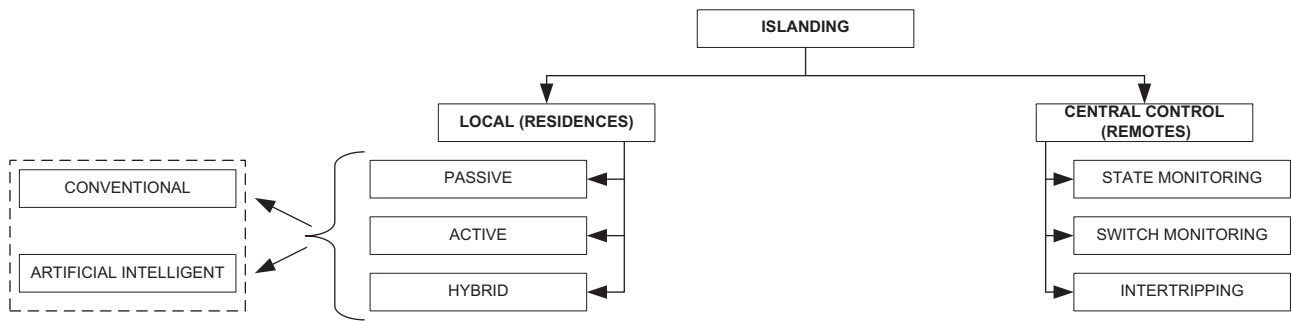 ISLANDING
LOCAL (RESIDENCES)
CENTRAL CONTROL
(REMOTES)
CONVENTIONAL
ARTIFICIAL INTELLIGENT
PASSIVE
ACTIVE
HYBRID
STATE MONITORING
SWITCH MONITORING
INTERTRIPPING